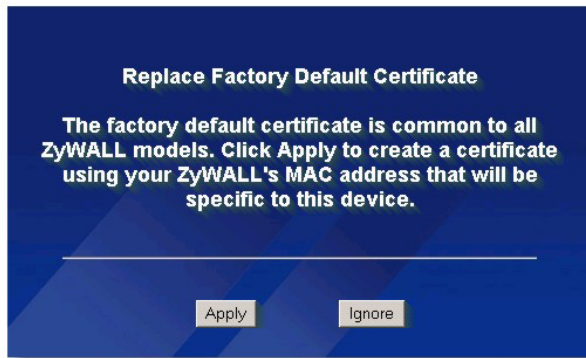 Replace Factory Default Certificate
The factory default certificate is common to all
ZyWALL models. Click Apply to create a certificate
using your ZyWALL's MAC address that will be
specific to this device.
Apply
Ignore